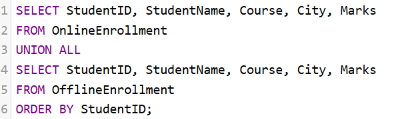 1 SELECT StudentID, StudentName, Course, City, Marks
2 FROM OnlineEnrollment
3 UNION ALL
4 SELECT StudentID, StudentName, Course, City, Marks
5 FROM OfflineEnrollment
6 ORDER BY StudentID;